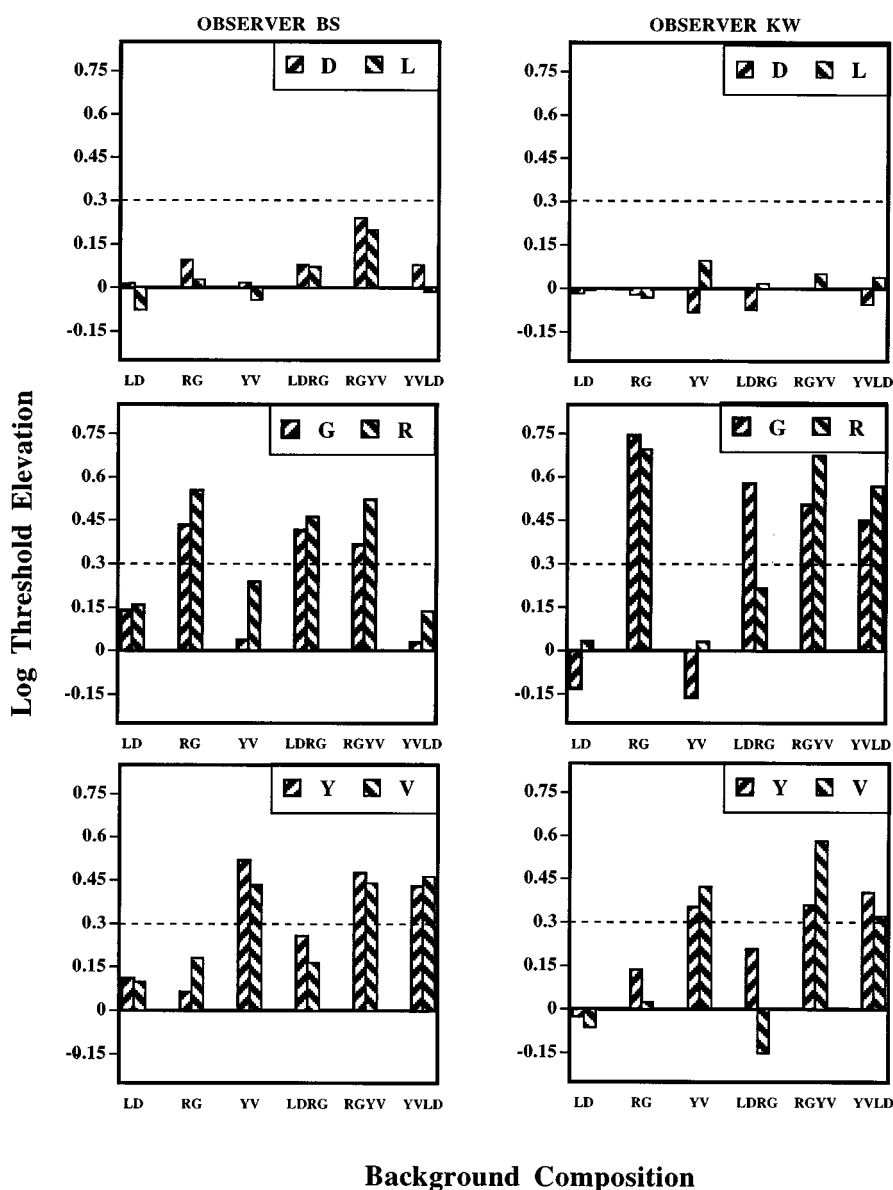 OBSERVER BS
OBSERVER KW
D L
0.75
0.6
0.45
0.3
0.15
0
-0.15
LD RG YV LDRG RGYV YVLD
D L
0.75
0.6
0.45
0.3
0.15
0
-0.15
LD RG YV LDRG RGYV YVLD
Log Threshold Elevation
G R
0.75
0.6
0.45
0.3
0.15
0
-0.15
LD RG YV LDRG RGYV YVLD
G R
0.75
0.6
0.45
0.3
0.15
0
-0.15
LD RG YV LDRG RGYV YVLD
Y V
0.75
0.6
0.45
0.3
0.15
0
-0.15
LD RG YV LDRG RGYV YVLD
Y V
0.75
0.6
0.45
0.3
0.15
0
-0.15
LD RG YV LDRG RGYV YVLD
Background Composition